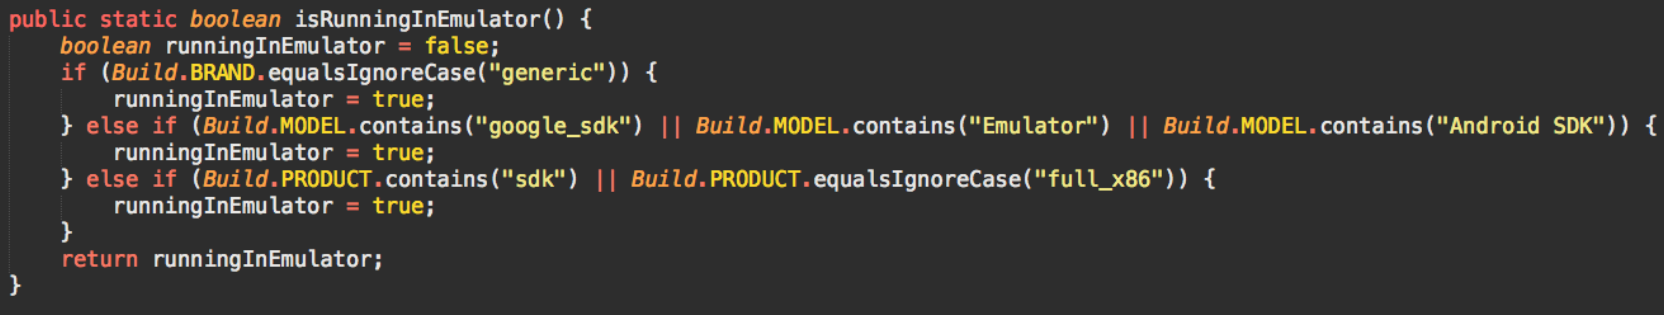 public static boolean isRunningInEmulator() {
    boolean runningInEmulator = false;
    if (Build.BRAND.equalsIgnoreCase("generic")) {
        runningInEmulator = true;
    } else if (Build.MODEL.contains("google_sdk") || Build.MODEL.contains("Emulator") || Build.MODEL.contains("Android SDK")) {
        runningInEmulator = true;
    } else if (Build.PRODUCT.contains("sdk") || Build.PRODUCT.equalsIgnoreCase("full_x86")) {
        runningInEmulator = true;
    }
    return runningInEmulator;
}